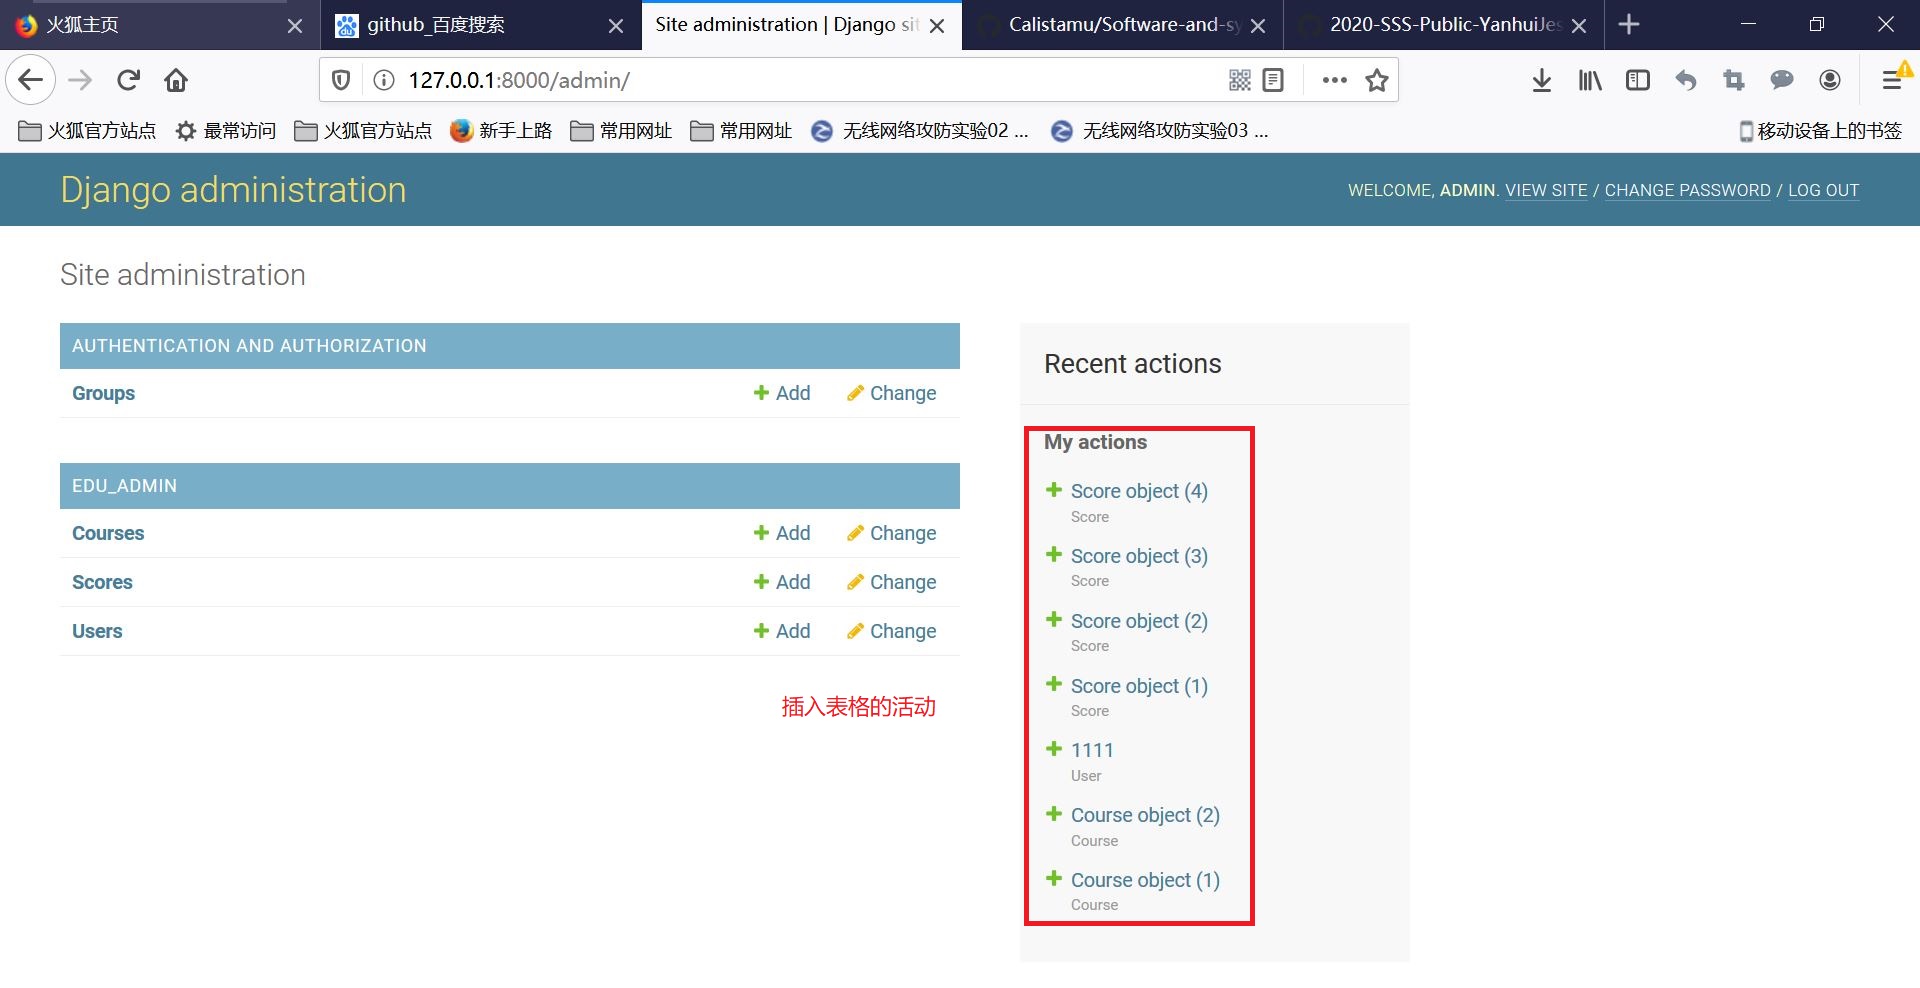 火狐主页
github_百度搜索
Site administration | Django sit
Calistamu/Software-and-sy
2020-SSS-Public-YanhuiJes
127.0.0.1:8000/admin/
火狐官方站点
最常访问
火狐官方站点
新手上路
常用网址
常用网址
无线网络攻防实验02 ...
无线网络攻防实验03 ...
移动设备上的书签
Django administration
WELCOME, ADMIN. VIEW SITE / CHANGE PASSWORD / LOG OUT
Site administration
AUTHENTICATION AND AUTHORIZATION
Groups Add Change
EDU_ADMIN
Courses Add Change
Scores Add Change
Users Add Change
插入表格的活动
Recent actions
My actions
Score object (4)
Score
Score object (3)
Score
Score object (2)
Score
Score object (1)
Score
1111
User
Course object (2)
Course
Course object (1)
Course